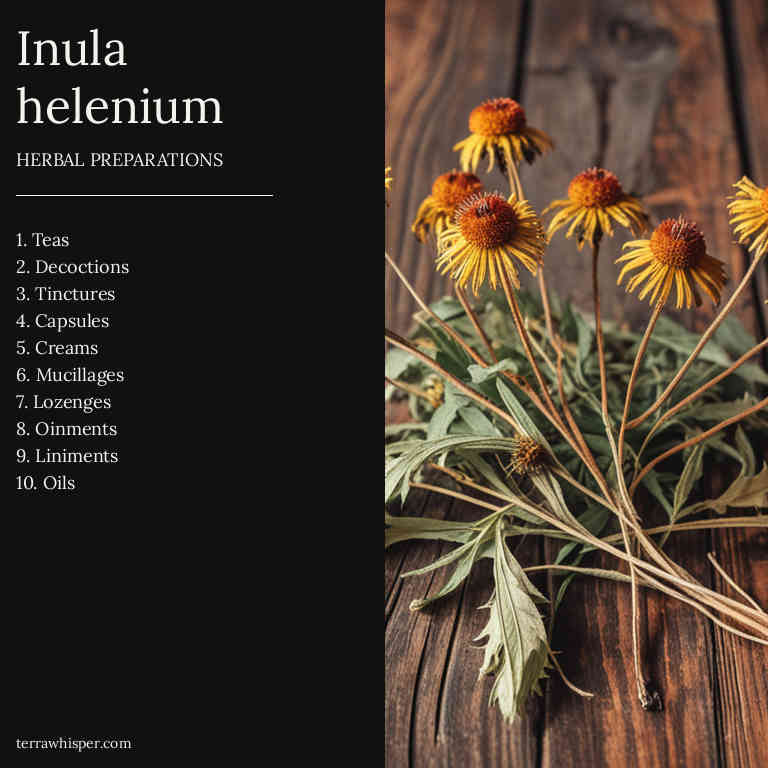 Inula
helenium
HERBAL PREPARATIONS
1. Teas
2. Decoctions
3. Tinctures
4. Capsules
5. Creams
6. Mucillages
7. Lozenges
8. Oinments
9. Liniments
10. Oils
terrawhisper.com